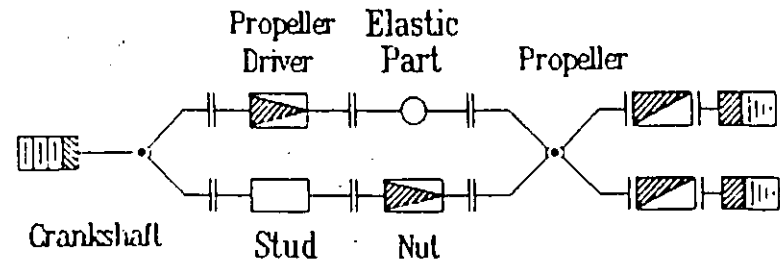 Propeller
Driver
Elastic
Part
Propeller
Crankshaft
Stud
Nut